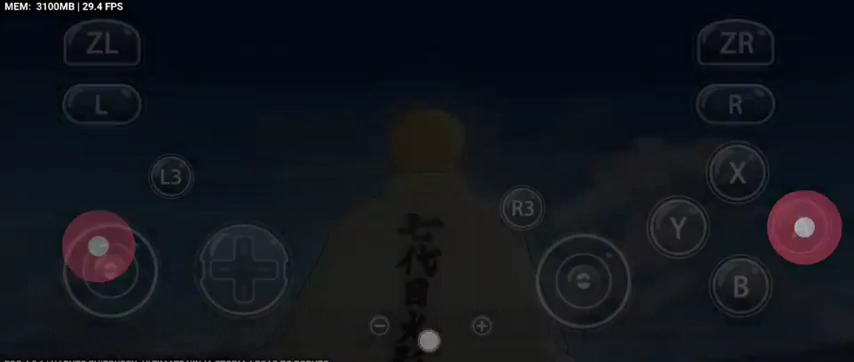 MEM: 3100MB | 29.4 FPS
ZL
ZR
L
R
L3
X
R3
Y
B
七代目火